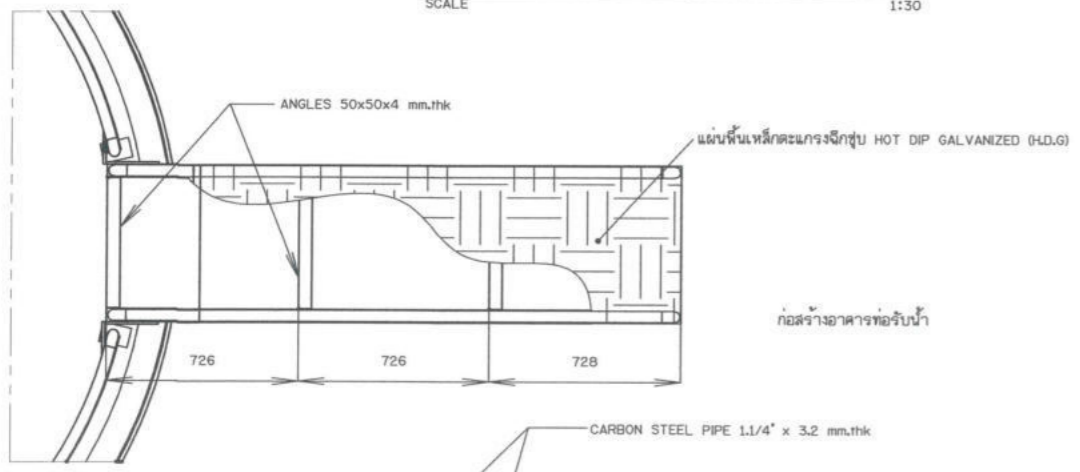 SCALE 1:30
ANGLES 50x50x4 mm.thk
แผ่นพื้นเหล็กตะแกรงฉีกชุบ HOT DIP GALVANIZED (H.D.G)
ก่อสร้างอาคารท่อรับน้ำ
726 726 728
CARBON STEEL PIPE 1.1/4" x 3.2 mm.thk